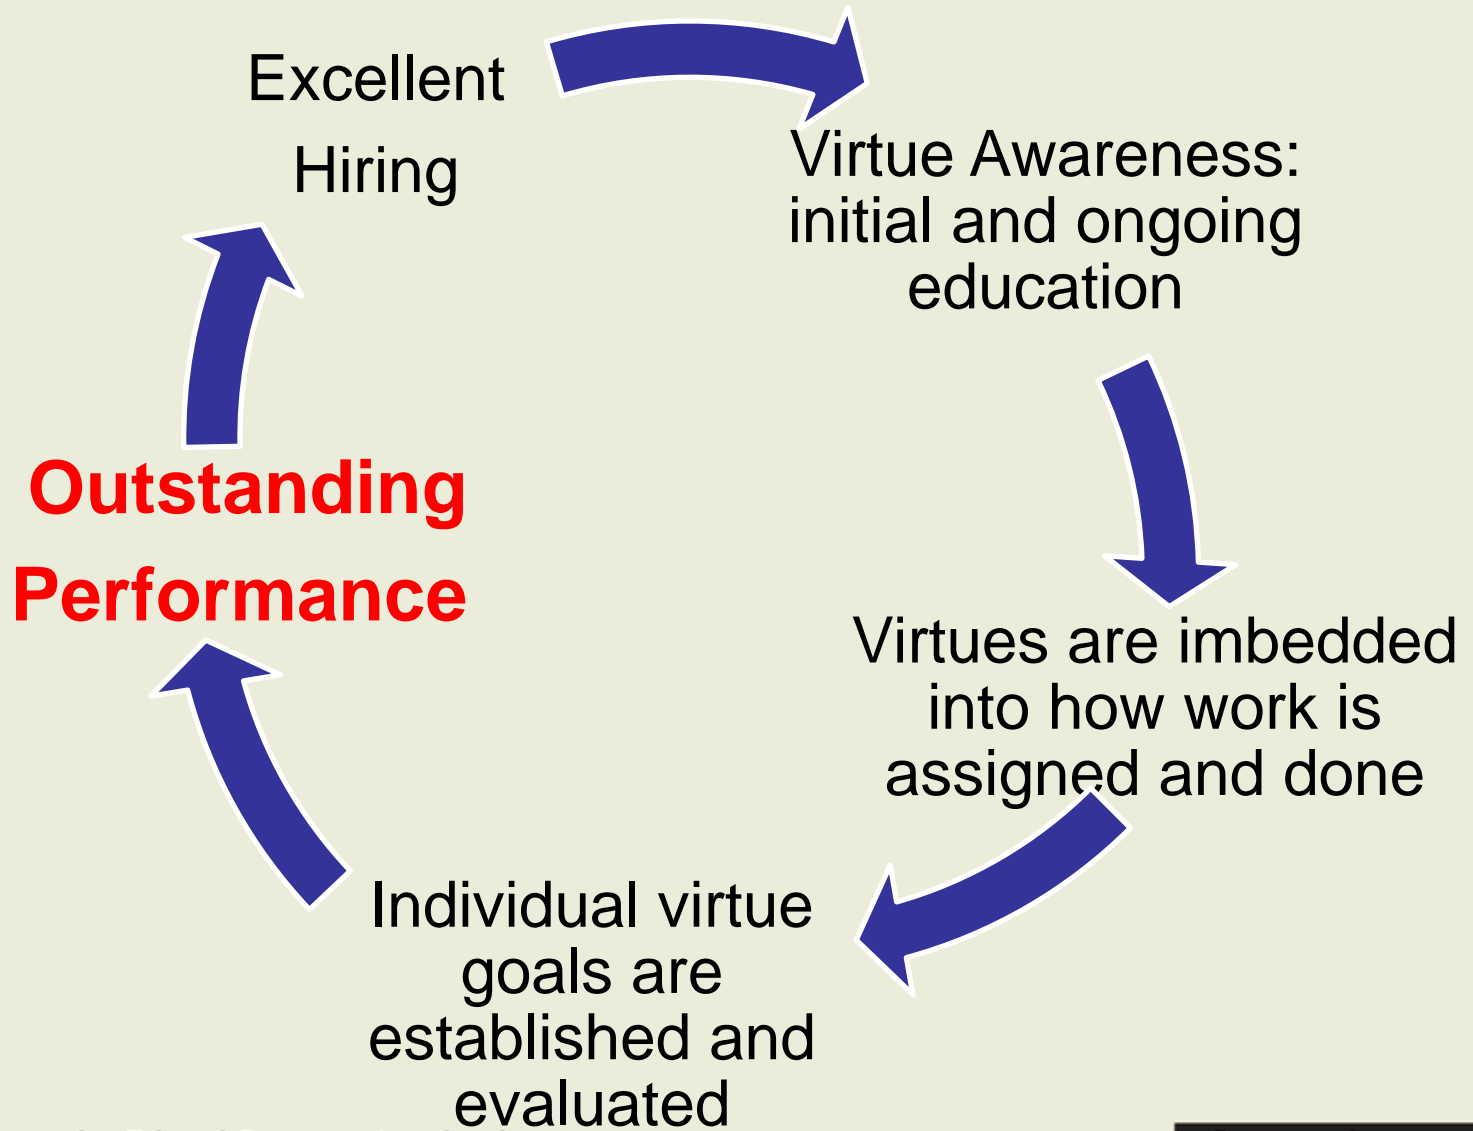 Excellent
Hiring
Virtue Awareness:
initial and ongoing
education
Virtues are imbedded
into how work is
assigned and done
Individual virtue
goals are
established and
evaluated
Outstanding
Performance